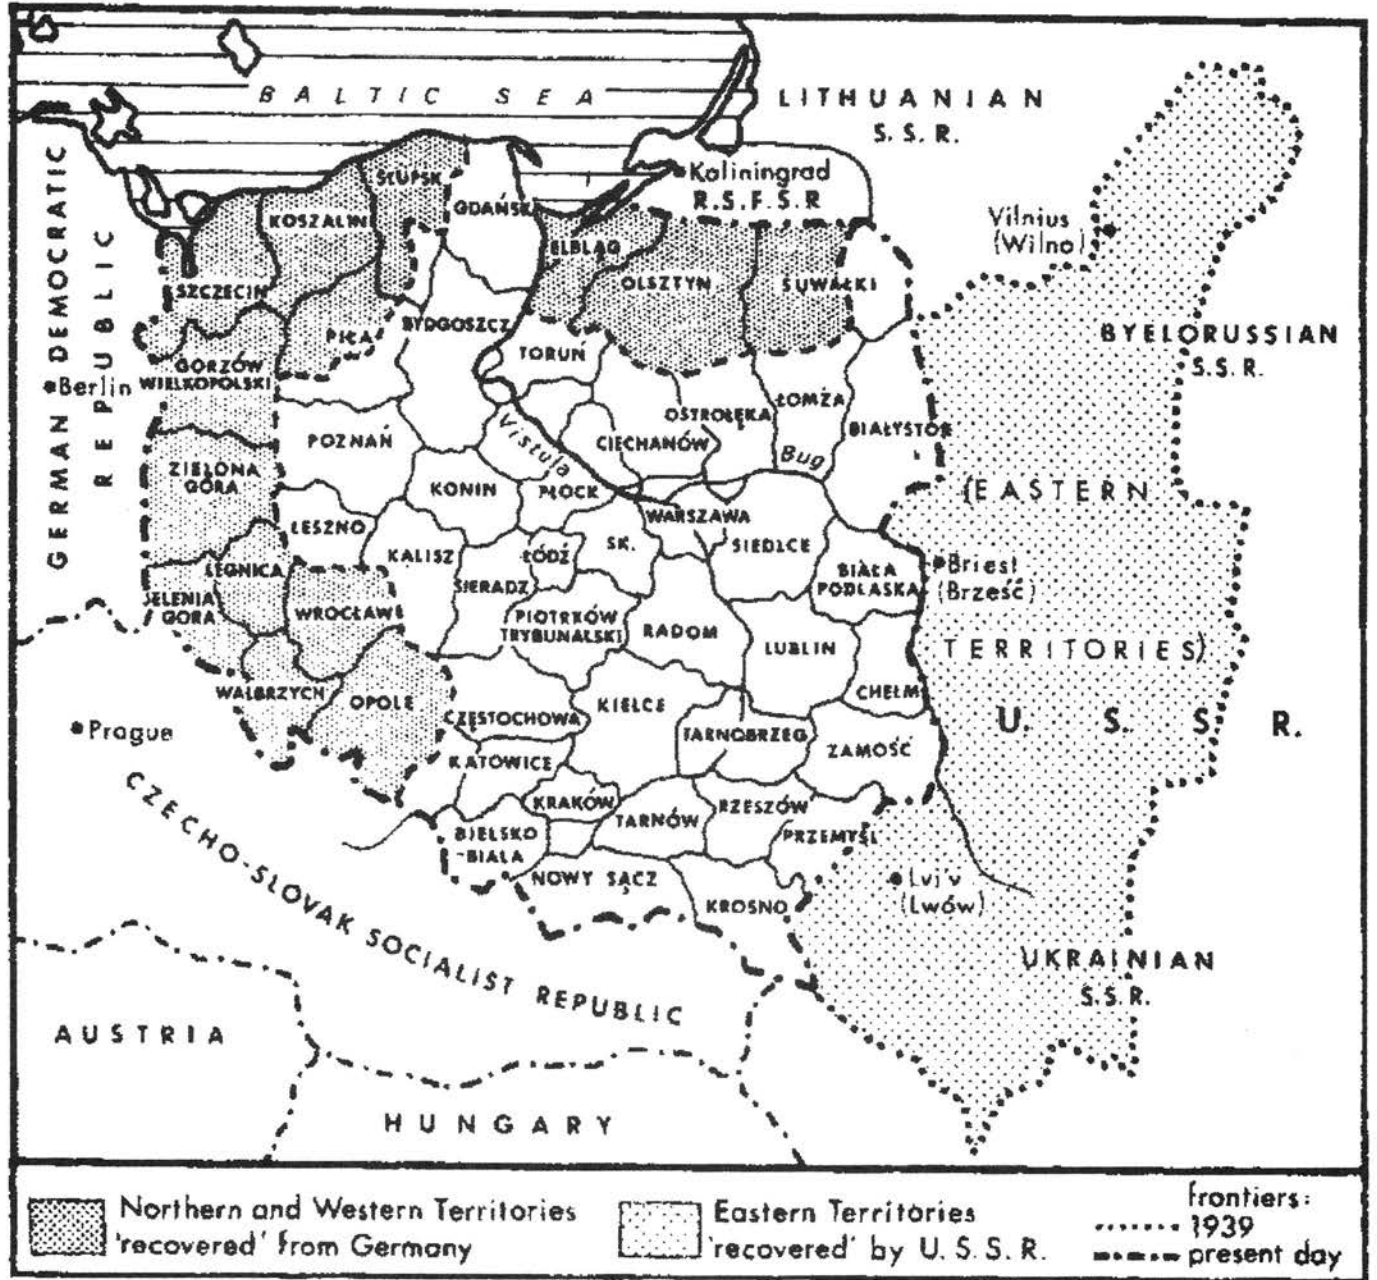 BALTIC SEA
LITHUANIAN
S.S.R.
Kaliningrad
R.S.F.S.R
Vilnius
(Wilno)
BYELORUSSIAN
S.S.R.
GERMAN DEMOCRATIC
REPUBLIC
Berlin
SŁUPSK
GDAŃSK
KOSZALIN
ELBLĄG
OLSZTYN
SUWAŁKI
SZCZECIN
PIŁA
BYDGOSZCZ
TORUŃ
GORZÓW
WIELKOPOLSKI
OSTROŁĘKA
ŁOMŻA
BIAŁYSTOK
POZNAŃ
Vistula
CIECHANÓW
Bug
ZIELONA
GÓRA
KONIN
PŁOCK
(EASTERN
LESZNO
WARSZAWA
KALISZ
ŁÓDŹ
SK.
SIEDLCE
LEGNICA
SIERADZ
BIAŁA
PODLASKA
Briest
(Brześć)
JELENIA
GÓRA
WROCŁAW
PIOTRKÓW
TRYBUNALSKI
RADOM
LUBLIN
TERRITORIES)
WAŁBRZYCH
OPOLE
KIELCE
CHEŁM
U. S. S. R.
Prague
CZĘSTOCHOWA
TARNOBRZEG
ZAMOŚĆ
KATOWICE
KRAKÓW
TARNÓW
RZESZÓW
PRZEMYŚL
BIELSKO
-BIAŁA
NOWY SĄCZ
KROSNO
Lviv
(Lwów)
CZECHO-SLOVAK SOCIALIST REPUBLIC
UKRAINIAN
S.S.R.
AUSTRIA
HUNGARY
Northern and Western Territories
'recovered' from Germany
Eastern Territories
'recovered' by U.S.S.R.
frontiers:
1939
present day